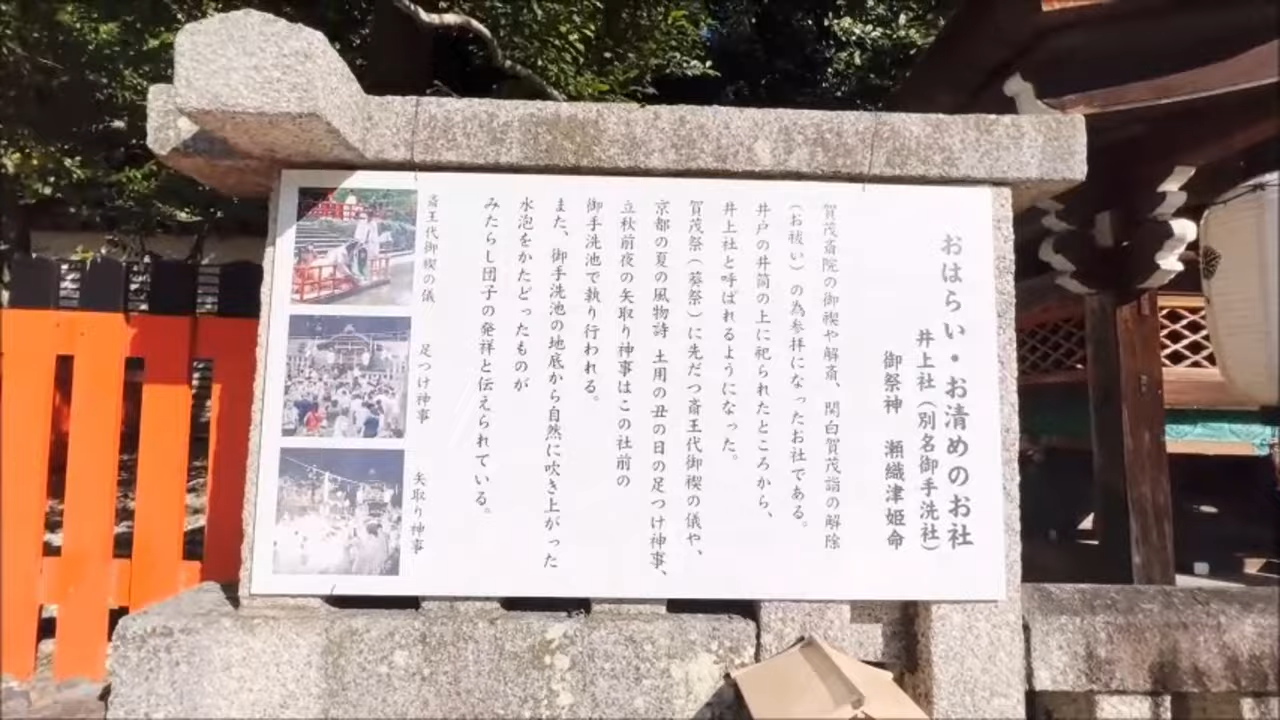 おはらい・お清めのお社
井上社（別名御手洗社）
御祭神　瀬織津姫命
賀茂斎院の御禊や解斎、関白賀茂詣の解除
（お祓い）の為参拝になったお社である。
井戸の井筒の上に祀られたところから、
井上社と呼ばれるようになった。
賀茂祭（葵祭）に先だつ斎王代御禊の儀や、
京都の夏の風物詩　土用の丑の日の足つけ神事、
立秋前夜の矢取り神事はこの社前の
御手洗池で執り行われる。
また、御手洗池の地底から自然に吹き上がった
水泡をかたどったものが
みたらし団子の発祥と伝えられている。
斎王代御禊の儀
足つけ神事
矢取り神事